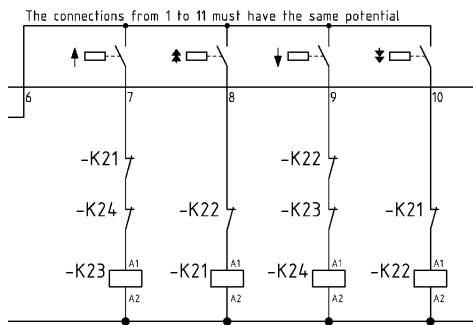 The connections from 1 to 11 must have the same potential
6 7 8 9 10
-K21 -K22
-K24 -K22 -K23 -K21
-K23 A1 -K21 A1 -K24 A1 -K22 A1
A2 A2 A2 A2